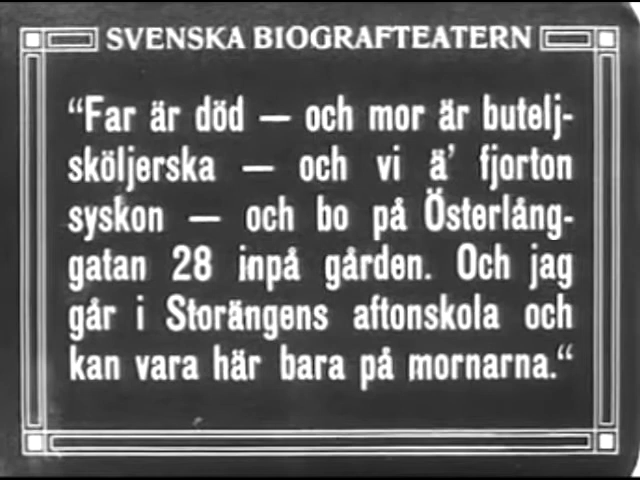 SVENSKA BIOGRAFTEATERN
“Far är död — och mor är butelj-
sköljerska — och vi ä’ fjorton
syskon — och bo på Österlång-
gatan 28 inpå gården. Och jag
går i Storängens aftonskola och
kan vara här bara på mornarna.“